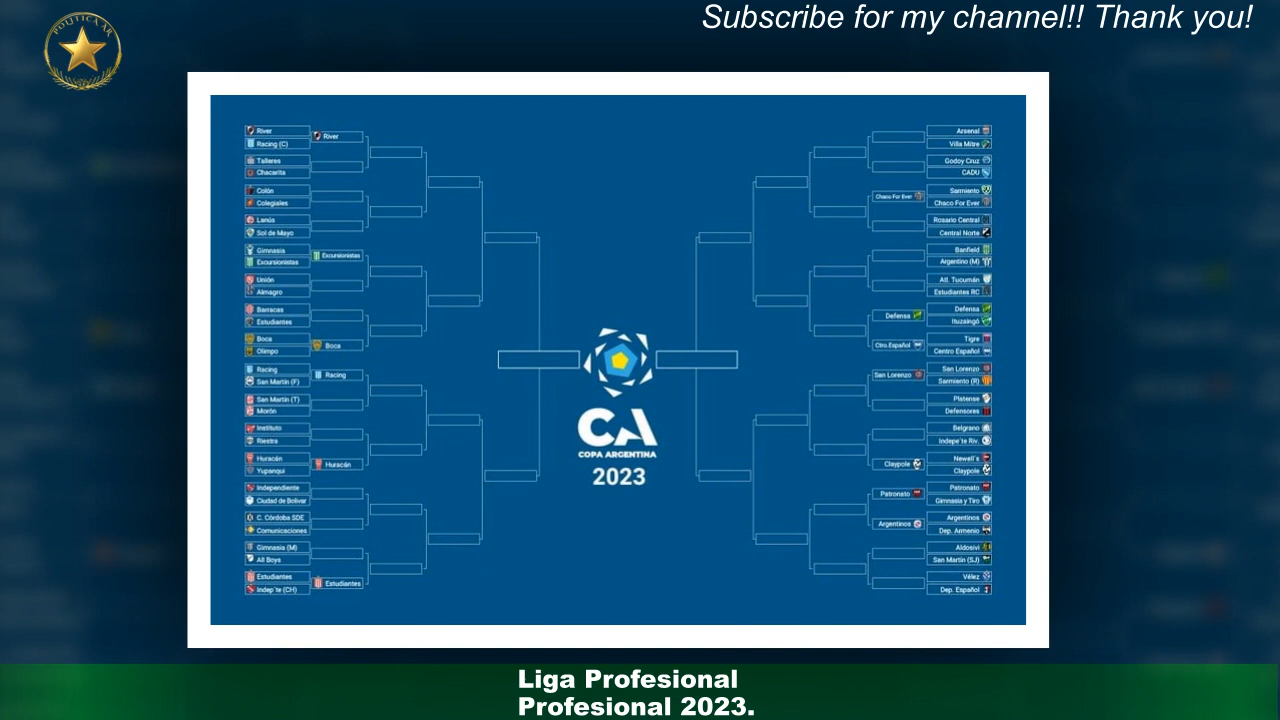 Subscribe for my channel!! Thank you!
POLITICA AR
River
Racing (C)
River
Talleres
Chacarita
Colón
Colegiales
Lanús
Sol de Mayo
Gimnasia
Excursionistas
Excursionistas
Unión
Almagro
Barracas
Estudiantes
Boca
Olimpo
Boca
Racing
San Martín (F)
Racing
San Martín (T)
Morón
Instituto
Riestra
Huracán
Yupanqui
Huracán
Independiente
Ciudad de Bolívar
C. Córdoba SDE
Comunicaciones
Gimnasia (M)
All Boys
Estudiantes
Indep´te (CH)
Estudiantes
CA
COPA ARGENTINA
2023
Arsenal
Villa Mitre
Godoy Cruz
CADU
Chaco For Ever
Sarmiento
Chaco For Ever
Rosario Central
Central Norte
Banfield
Argentino (M)
Atl. Tucumán
Estudiantes RC
Defensa
Defensa
Ituzaingó
Ctro.Español
Tigre
Centro Español
San Lorenzo
San Lorenzo
Sarmiento (R)
Platense
Defensores
Belgrano
Indepe´te Riv.
Claypole
Newell´s
Claypole
Patronato
Patronato
Gimnasia y Tiro
Argentinos
Argentinos
Dep. Armenio
Aldosivi
San Martín (SJ)
Vélez
Dep. Español
Liga Profesional
Profesional 2023.